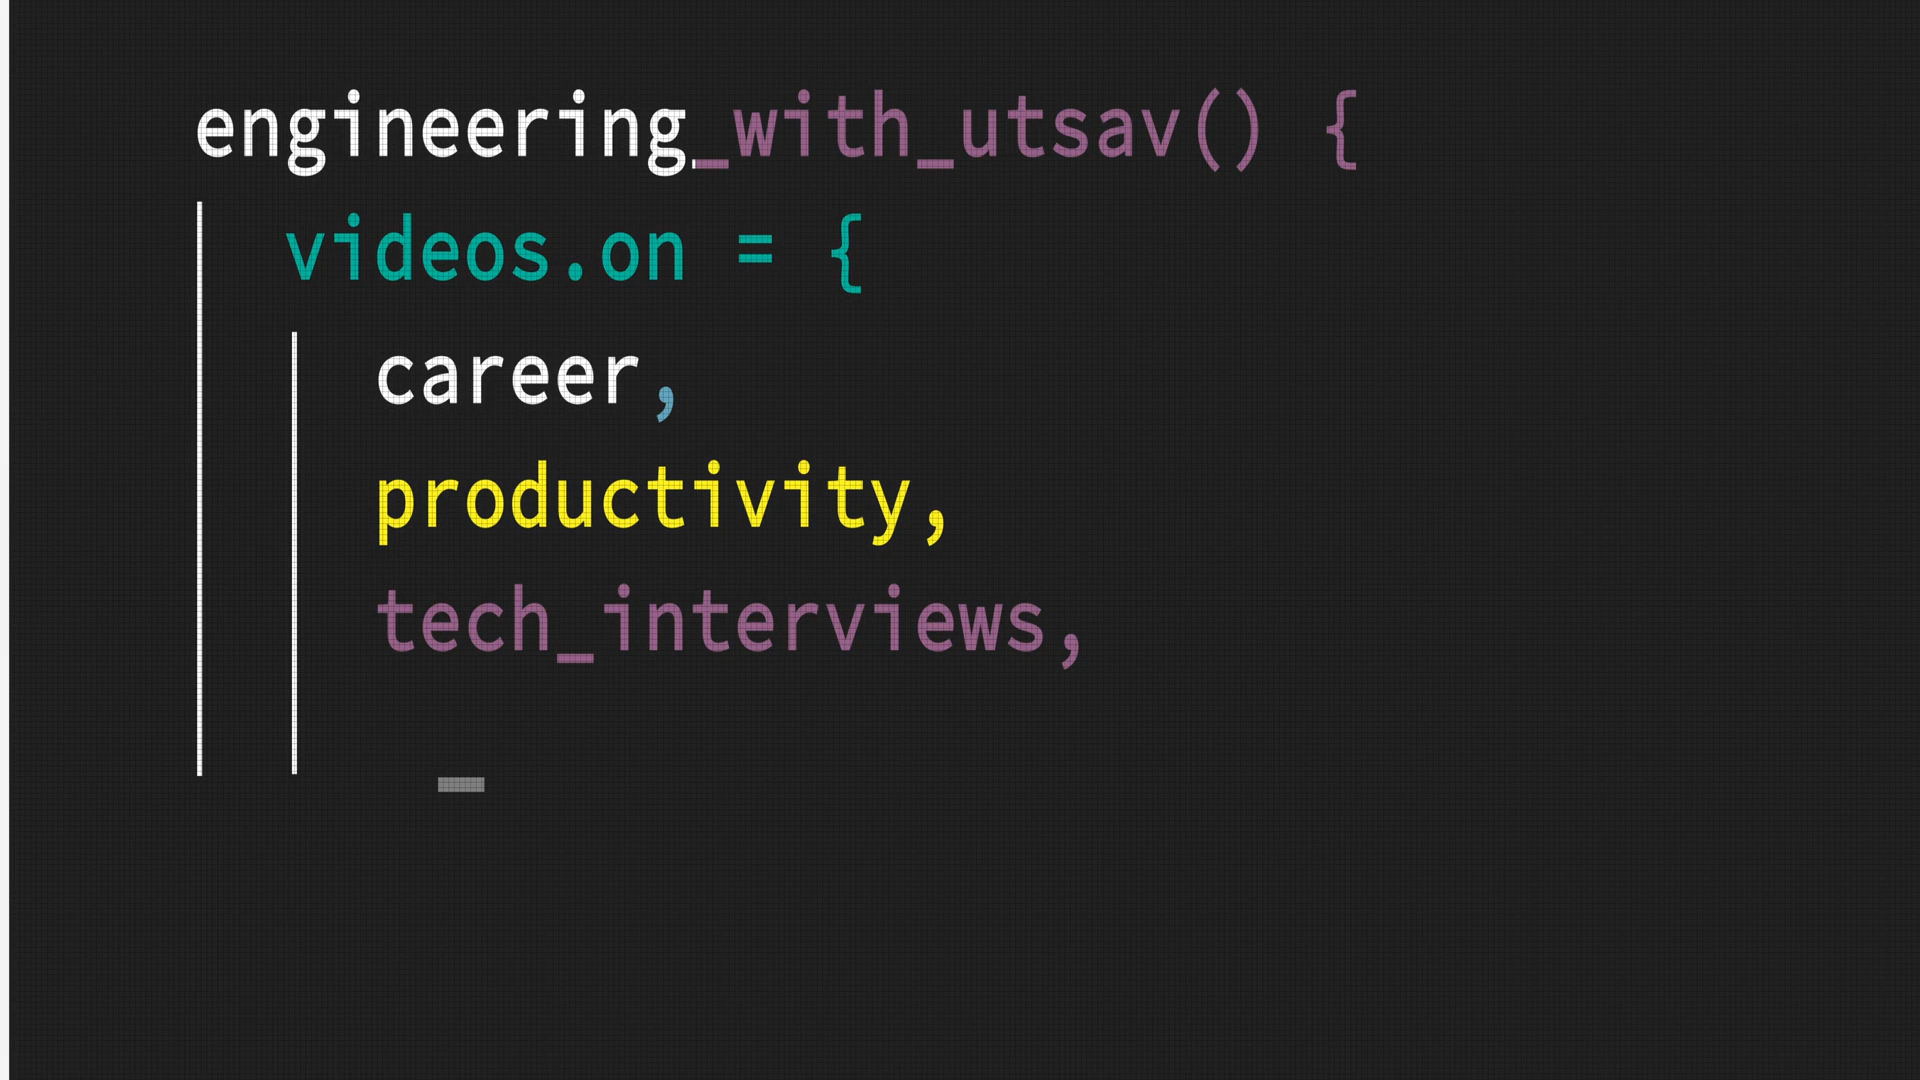 engineering_with_utsav() {
videos.on = {
career,
productivity,
tech_interviews,
_